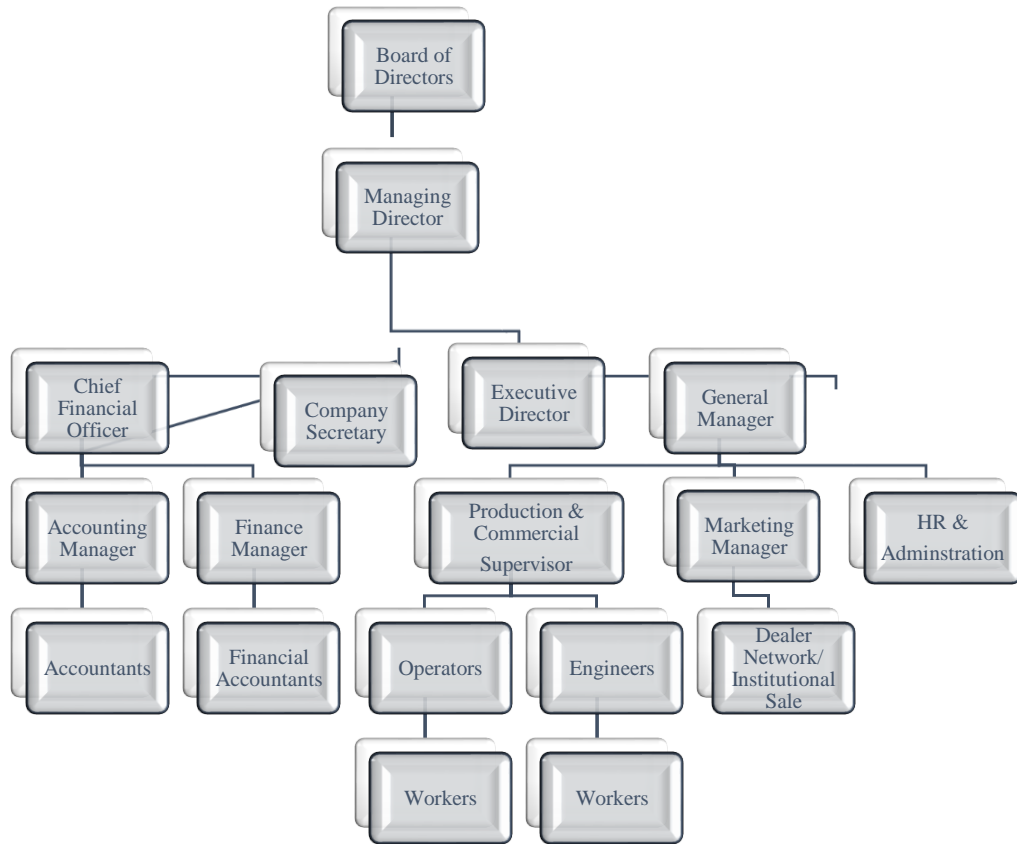 Board of
Directors
Managing
Director
Chief
Financial
Officer
Company
Secretary
Executive
Director
General
Manager
Accounting
Manager
Finance
Manager
Production &
Commercial
Supervisor
Marketing
Manager
HR &
Adminstration
Accountants
Financial
Accountants
Operators
Engineers
Dealer
Network/
Institutional
Sale
Workers
Workers